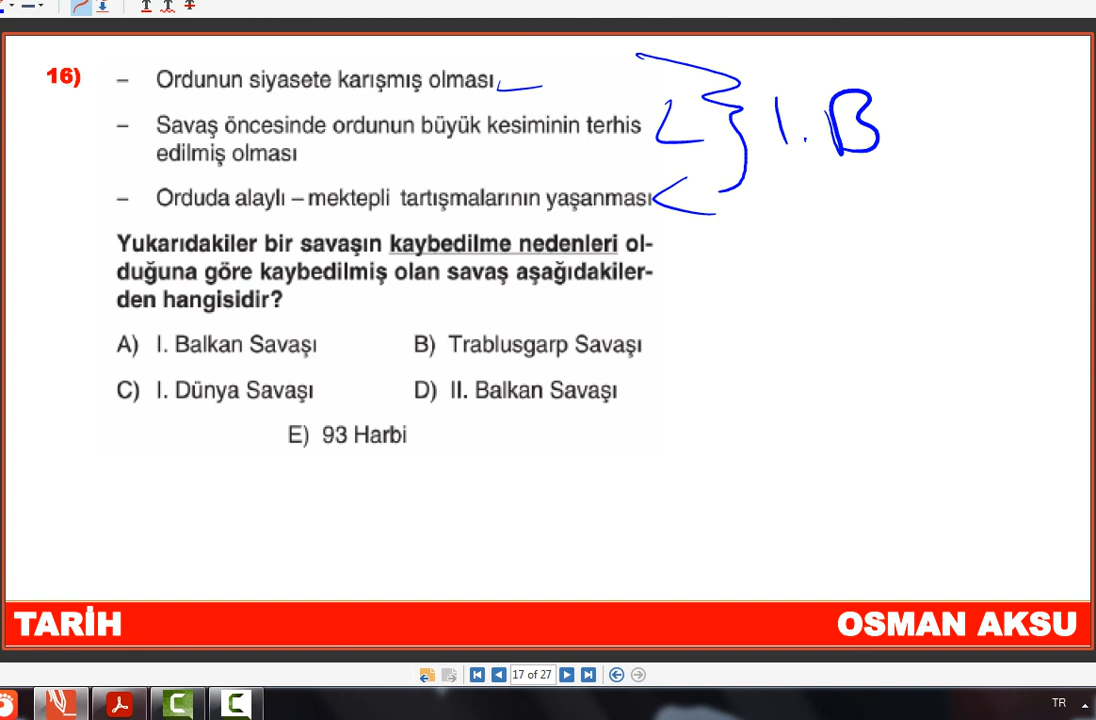 16)
– Ordunun siyasete karışmış olması
– Savaş öncesinde ordunun büyük kesiminin terhis
edilmiş olması
– Orduda alaylı – mektepli tartışmalarının yaşanması
I. B
Yukarıdakiler bir savaşın kaybedilme nedenleri ol-
duğuna göre kaybedilmiş olan savaş aşağıdakiler-
den hangisidir?
A) I. Balkan Savaşı B) Trablusgarp Savaşı
C) I. Dünya Savaşı D) II. Balkan Savaşı
E) 93 Harbi
TARİH OSMAN AKSU
17 of 27
TR